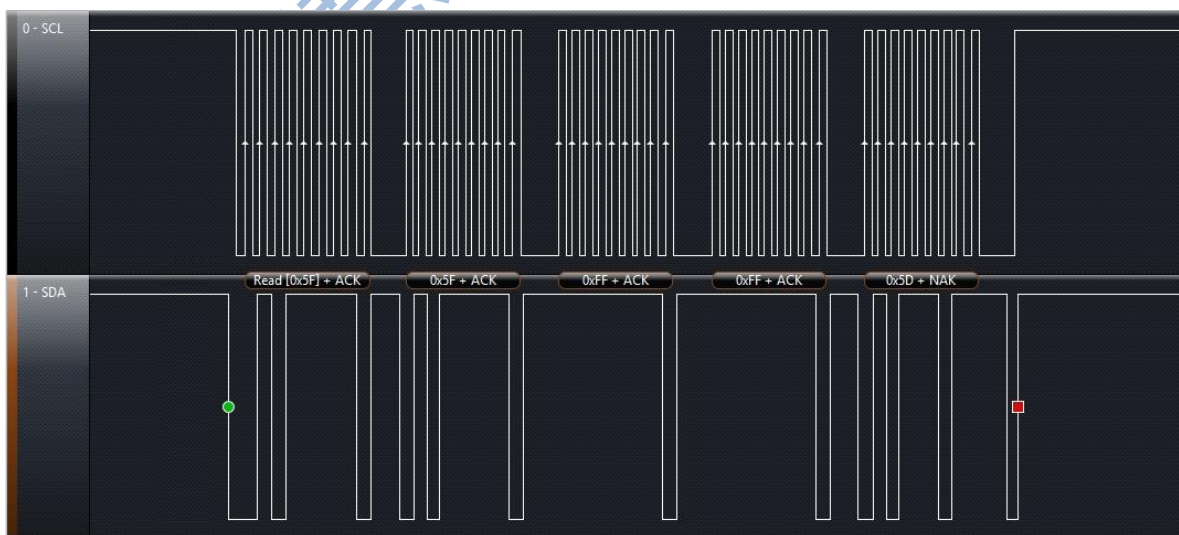 0 - SCL
Read [0x5F] + ACK
0x5F + ACK
0xFF + ACK
0xFF + ACK
0x5D + NAK
1 - SDA